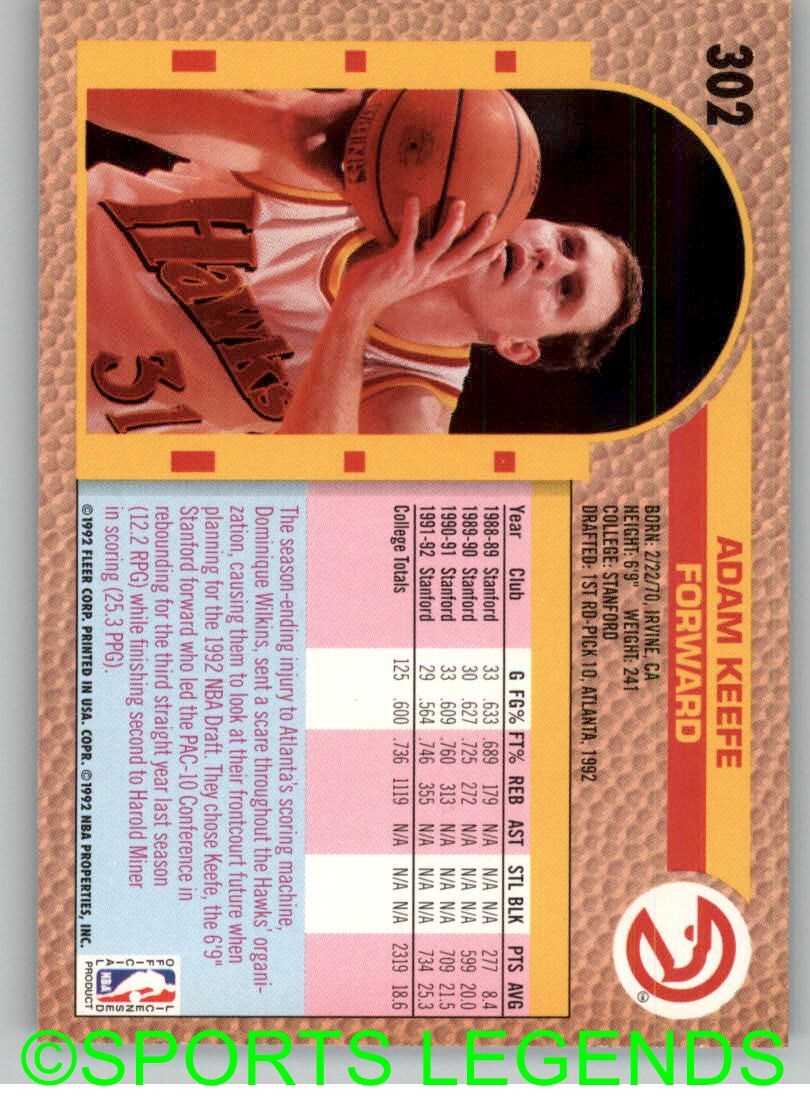 302
ADAM KEEFE
FORWARD
BORN: 2/22/70, IRVINE, CA
HEIGHT: 6'9" WEIGHT: 241
COLLEGE: STANFORD
DRAFTED: 1ST RD-PICK 10, ATLANTA, 1992
Year Club G FG% FT% REB AST STL BLK PTS AVG
1988-89 Stanford 33 .633 .689 179 N/A N/A N/A 277 8.4
1989-90 Stanford 30 .627 .725 272 N/A N/A N/A 599 20.0
1990-91 Stanford 33 .609 .760 313 N/A N/A N/A 709 21.5
1991-92 Stanford 29 .564 .746 355 N/A N/A N/A 734 25.3
College Totals 125 .600 .736 1119 N/A N/A N/A 2319 18.6
The season-ending injury to Atlanta's scoring machine,
Dominique Wilkins, sent a scare throughout the Hawks' organi-
zation, causing them to look at their frontcourt future when
planning for the 1992 NBA Draft. They chose Keefe, the 6'9"
Stanford forward who led the PAC-10 Conference in
rebounding for the third straight year last season
(12.2 RPG) while finishing second to Harold Miner
in scoring (25.3 PPG).
©1992 FLEER CORP. PRINTED IN USA. COPR. ©1992 NBA PROPERTIES, INC.
Hawks
31
TM
OFFICIAL
LICENSED
NBA
PRODUCT
©SPORTS LEGENDS